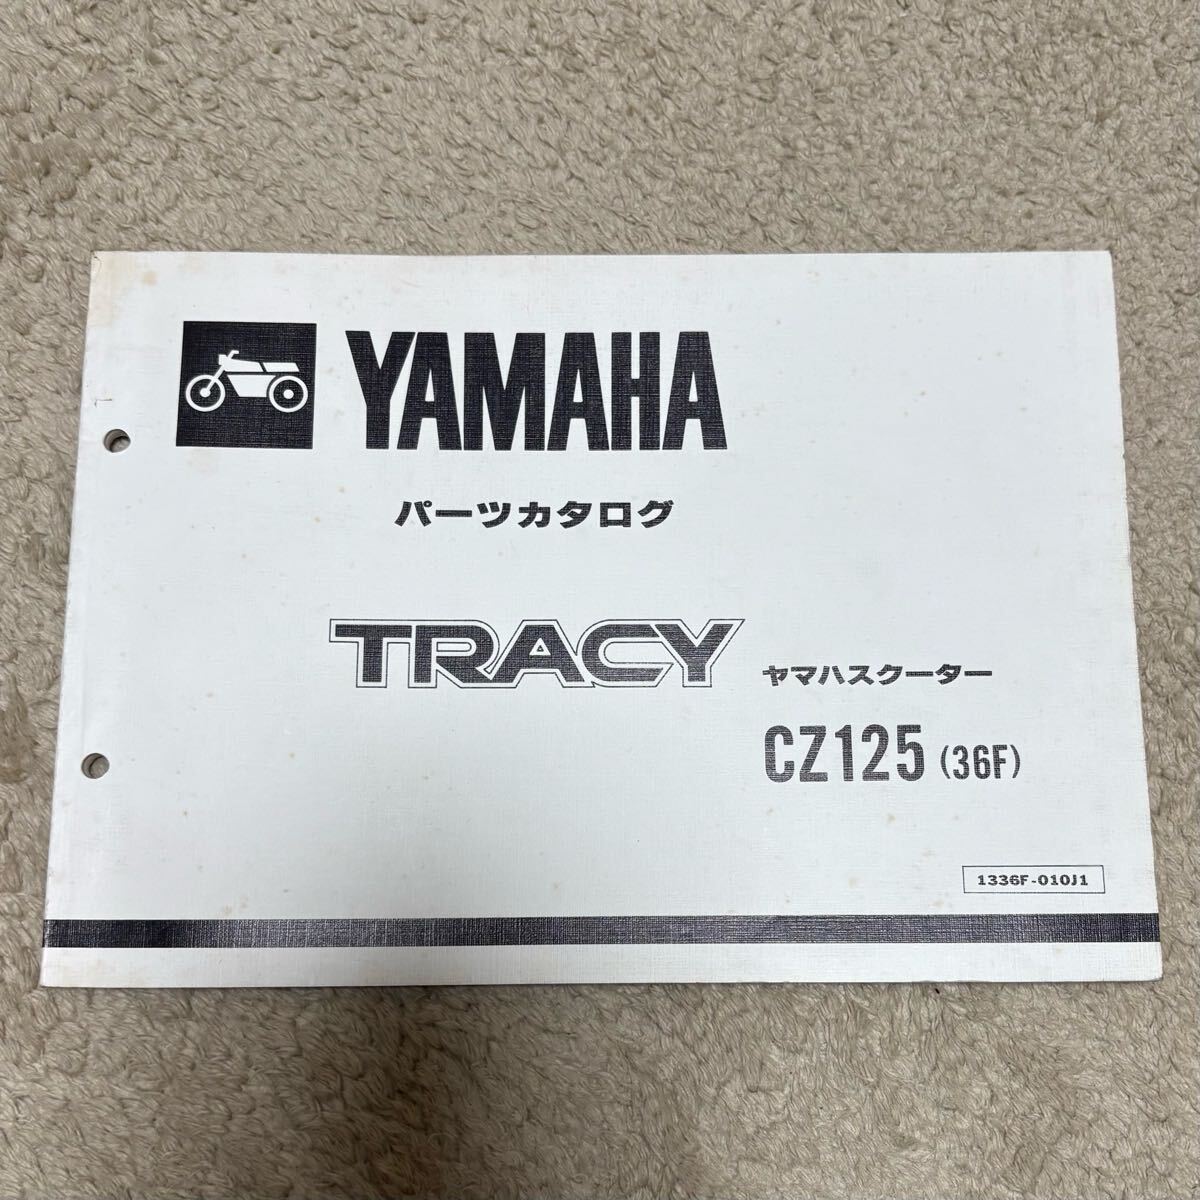 YAMAHA
パーツカタログ
TRACY ヤマハスクーター
CZ125 (36F)
1336F-010J1